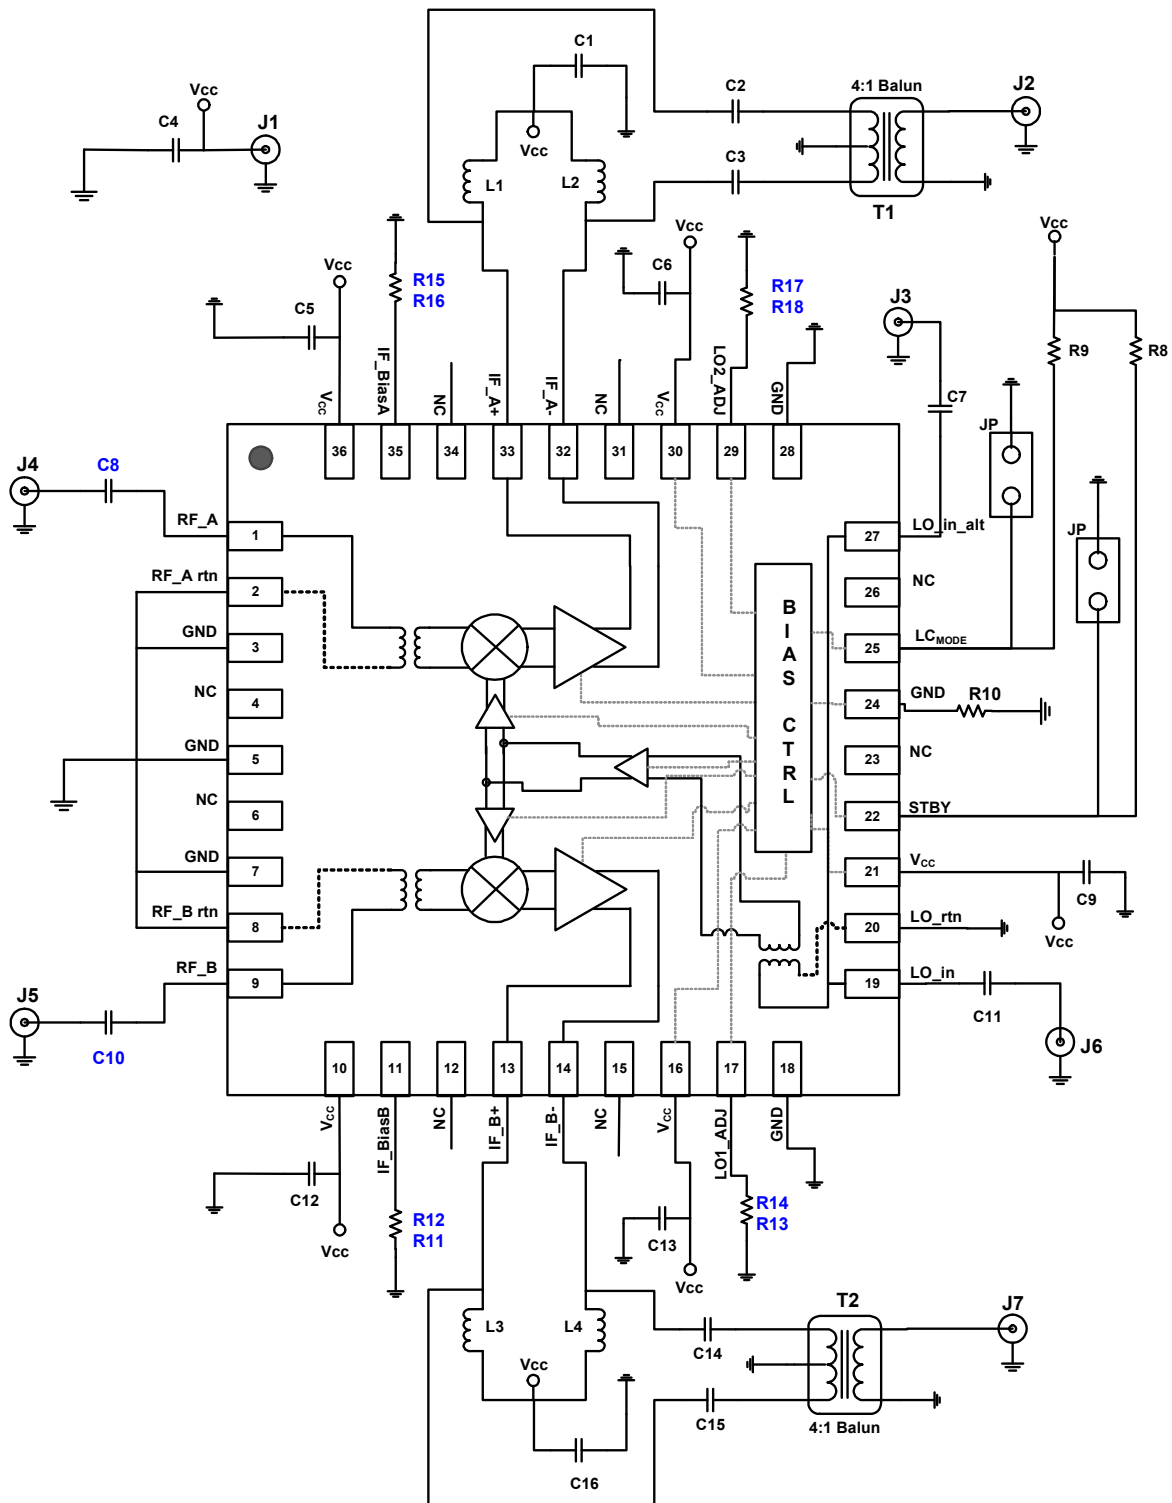 C1
C2
4:1 Balun
J2
Vcc
C4
J1
Vcc
C3
L1
L2
T1
Vcc
Vcc
C6
R15
R16
R17
R18
J3
C5
R9
R8
IF_BiasA
IF_A+
IF_A-
LO2_ADJ
C7
Vcc
NC
NC
Vcc
GND
JP
36
35
34
33
32
31
30
29
28
J4
C8
RF_A
1
27
LO_in_alt
JP
RF_A rtn
2
26
NC
GND
3
25
LCMODE
NC
4
24
GND
R10
GND
5
23
NC
NC
6
22
STBY
GND
7
21
Vcc
C9
RF_B rtn
8
20
LO_rtn
Vcc
RF_B
9
19
LO_in
C11
BIAS CTRL
J5
C10
J6
10
11
12
13
14
15
16
17
18
Vcc
IF_BiasB
NC
IF_B+
IF_B-
NC
Vcc
LO1_ADJ
GND
C12
R12
R11
Vcc
C13
R14
R13
Vcc
T2
J7
L3
L4
C14
Vcc
C15
4:1 Balun
C16